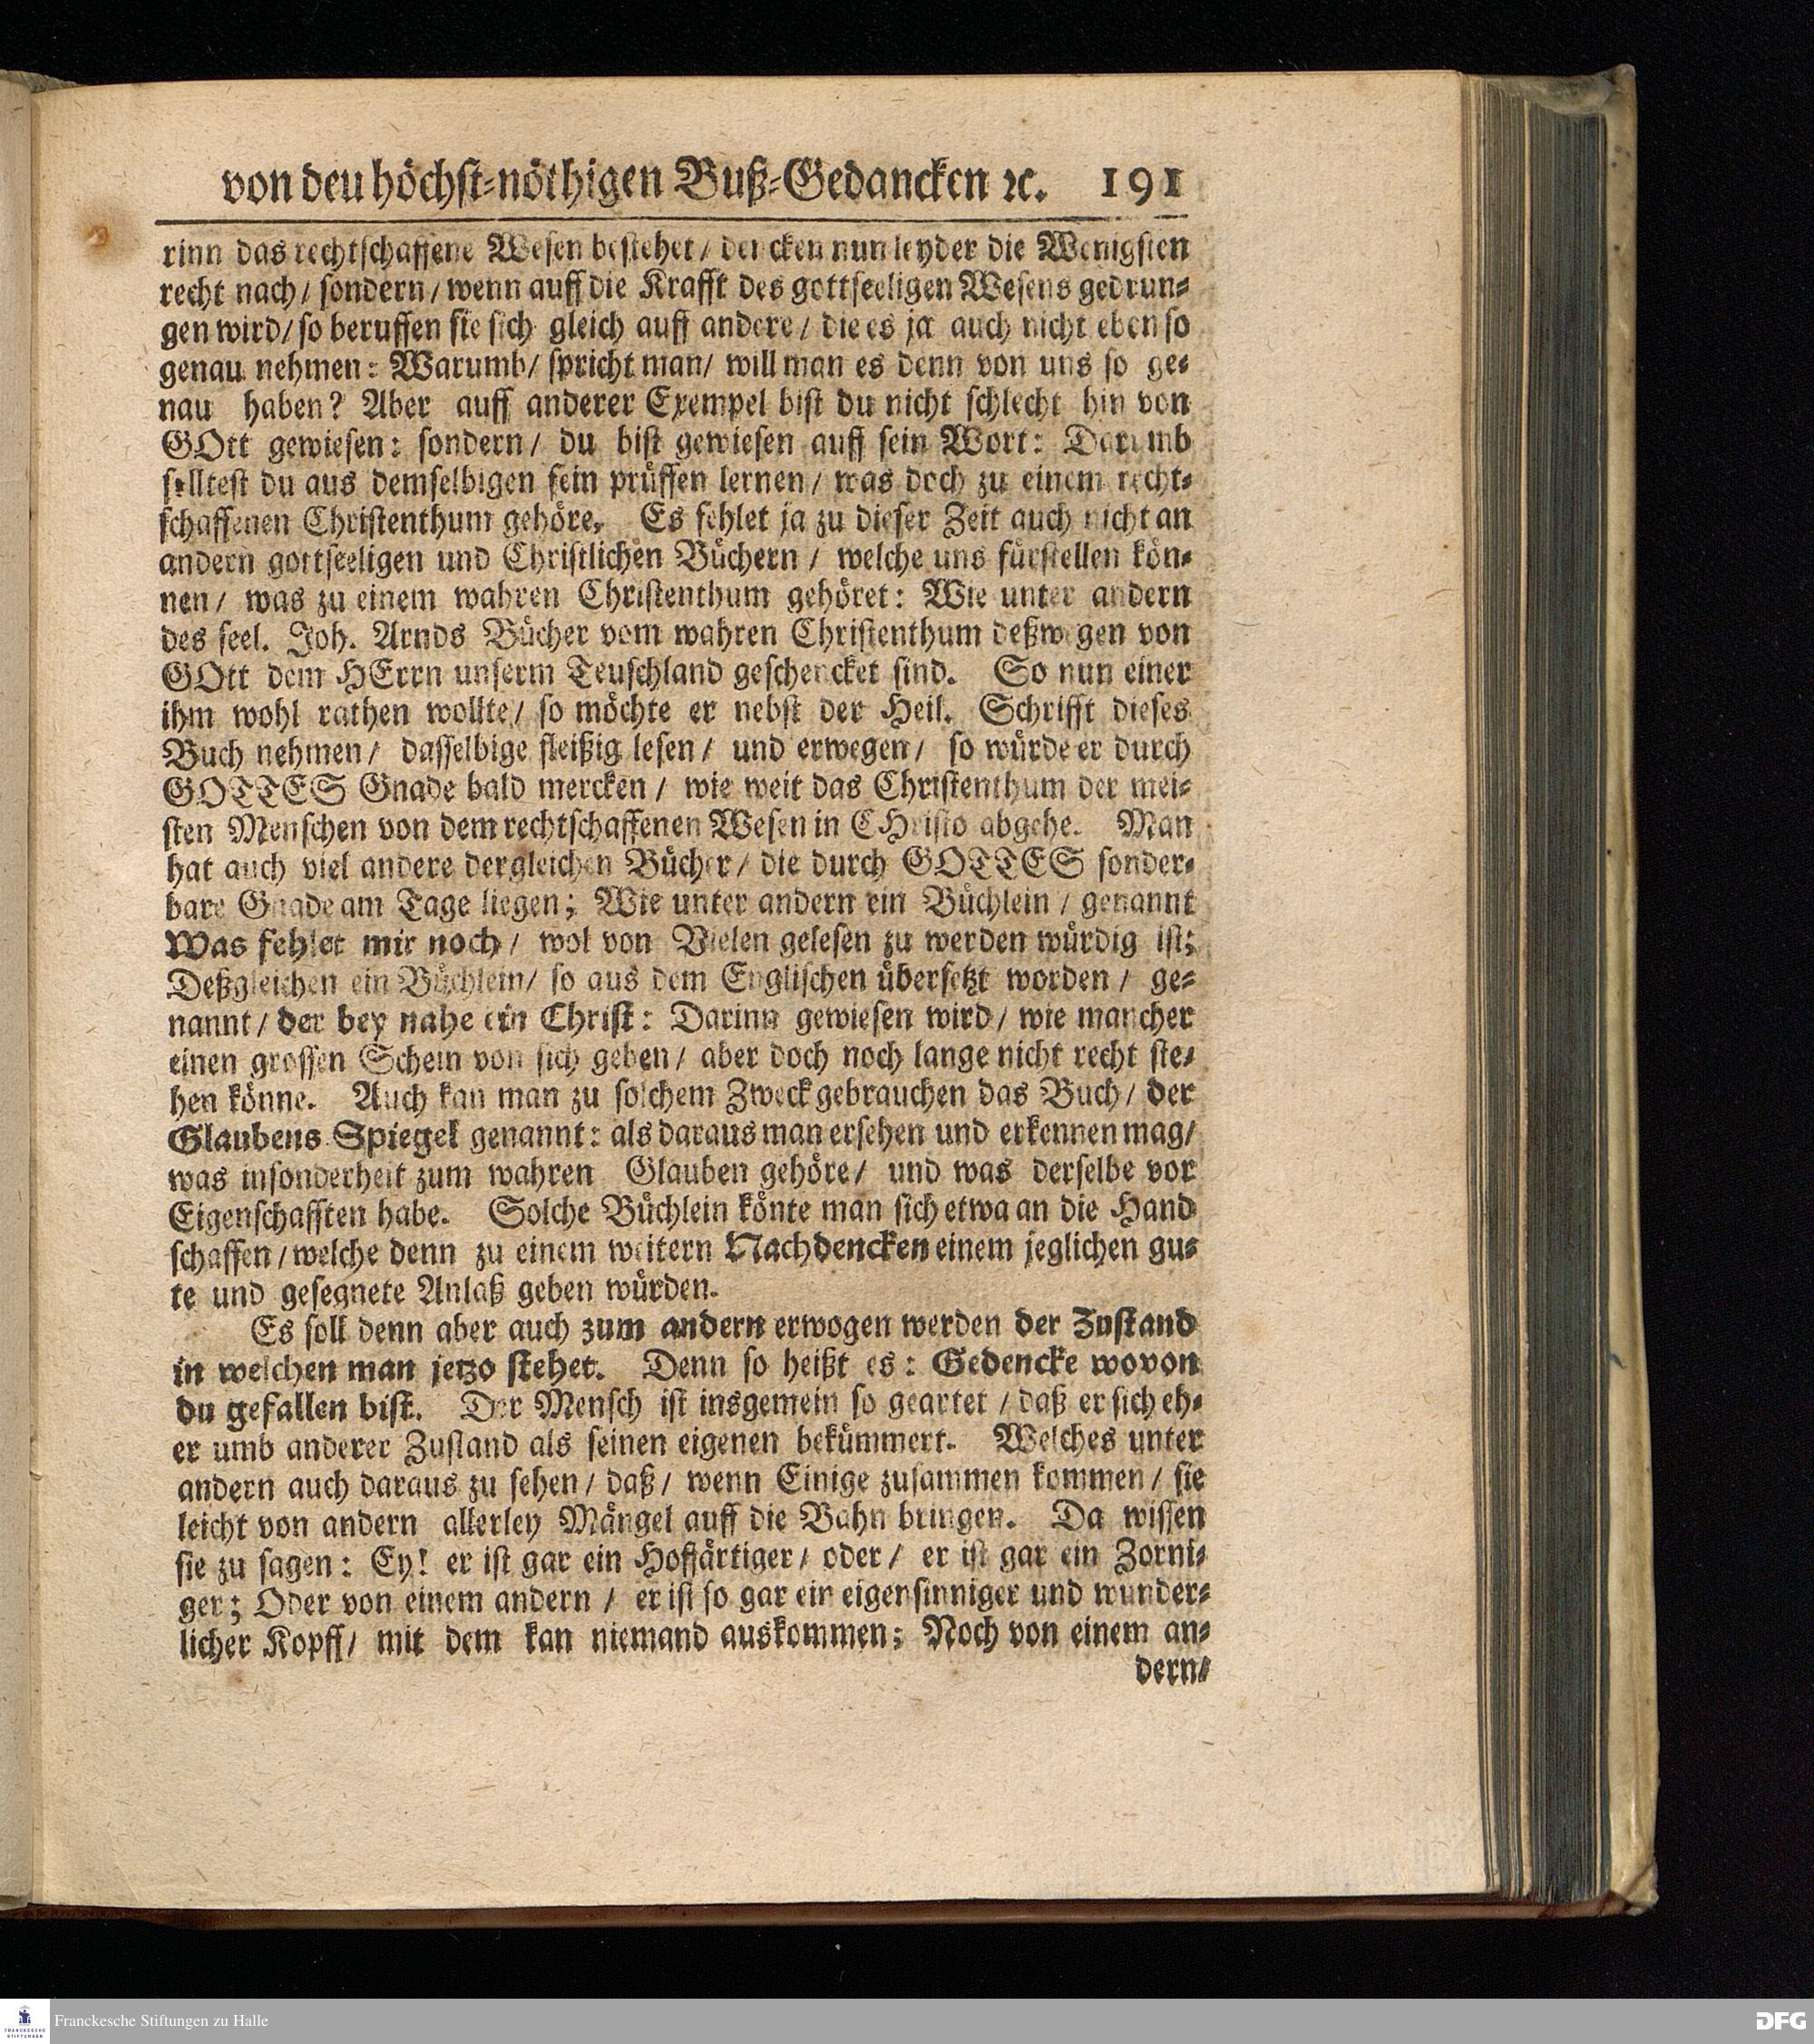 von deu höchst-nöthigen Buß-Gedancken ꝛc. 191
rinn das rechtschaffene Wesen bestehet/ dencken nun leyder die Wenigsten
recht nach/ sondern/ wenn auff die Krafft des gottseeligen Wesens gedrun-
gen wird/ so beruffen sie sich gleich auff andere/ die es ja auch nicht eben so
genau nehmen: Warumb/ spricht man/ will man es denn von uns so ge-
nau haben? Aber auff anderer Exempel bist du nicht schlecht hin von
GOtt gewiesen: sondern/ du bist gewiesen auff sein Wort: Darumb
solltest du aus demselbigen fein prüffen lernen/ was doch zu einem recht-
schaffenen Christenthum gehöre. Es fehlet ja zu dieser Zeit auch nicht an
andern gottseeligen und Christlichen Büchern/ welche uns fürstellen kön-
nen/ was zu einem wahren Christenthum gehöret: Wie unter andern
des seel. Joh. Arnds Bücher vom wahren Christenthum deßwegen von
GOtt dem HErrn unserm Teuschland geschencket sind. So nun einer
ihm wohl rathen wollte/ so möchte er nebst der Heil. Schrifft dieses
Buch nehmen/ dasselbige fleißig lesen/ und erwegen/ so würde er durch
GOTTES Gnade bald mercken/ wie weit das Christenthum der mei-
sten Menschen von dem rechtschaffenen Wesen in CHristo abgehe. Man
hat auch viel andere dergleichen Bücher/ die durch GOTTES sonder-
bare Gnade am Tage liegen; Wie unter andern ein Büchlein/ genannt
Was fehlet mir noch/ wol von Vielen gelesen zu werden würdig ist;
Deßgleichen ein Büchlein/ so aus dem Englischen übersetzt worden/ ge-
nannt/ der bey nahe ein Christ: Darinn gewiesen wird/ wie mancher
einen grossen Schein von sich geben/ aber doch noch lange nicht recht ste-
hen könne. Auch kan man zu solchem Zweck gebrauchen das Buch/ der
Glaubens Spiegel genannt: als daraus man ersehen und erkennen mag/
was insonderheit zum wahren Glauben gehöre/ und was derselbe vor
Eigenschafften habe. Solche Büchlein könte man sich etwa an die Hand
schaffen/ welche denn zu einem weitern Nachdencken einem jeglichen gu-
te und gesegnete Anlaß geben würden.
Es soll denn aber auch zum andern erwogen werden der Zustand
in welchen man jetzo stehet. Denn so heißt es: Gedencke wovon
du gefallen bist. Der Mensch ist insgemein so geartet/ daß er sich eh-
er umb anderer Zustand als seinen eigenen bekümmert. Welches unter
andern auch daraus zu sehen/ daß/ wenn Einige zusammen kommen/ sie
leicht von andern allerley Mängel auff die Bahn bringen. Da wissen
sie zu sagen: Ey! er ist gar ein Hoffärtiger/ oder/ er ist gar ein Zorni-
ger; Oder von einem andern/ er ist so gar ein eigensinniger und wunder-
licher Kopff/ mit dem kan niemand auskommen; Noch von einem an-
dern/
Franckesche Stiftungen zu Halle
FRANCKESCHE STIFTUNGEN
DFG